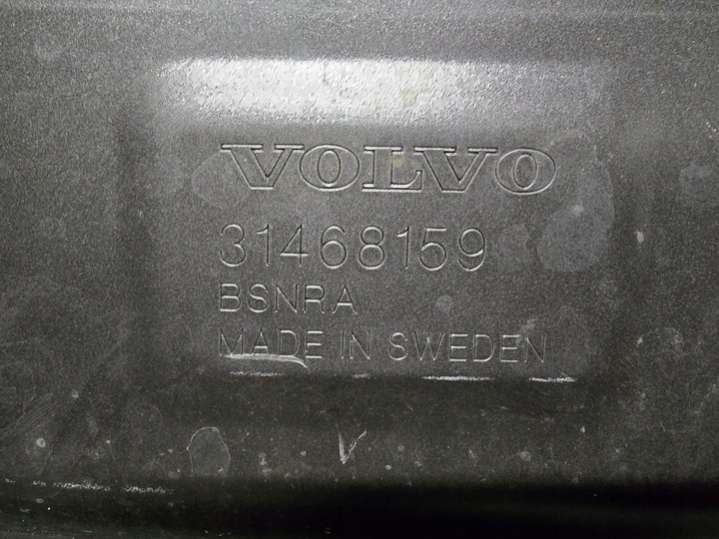 VOLVO
31468159
BSNRA
MADE IN SWEDEN